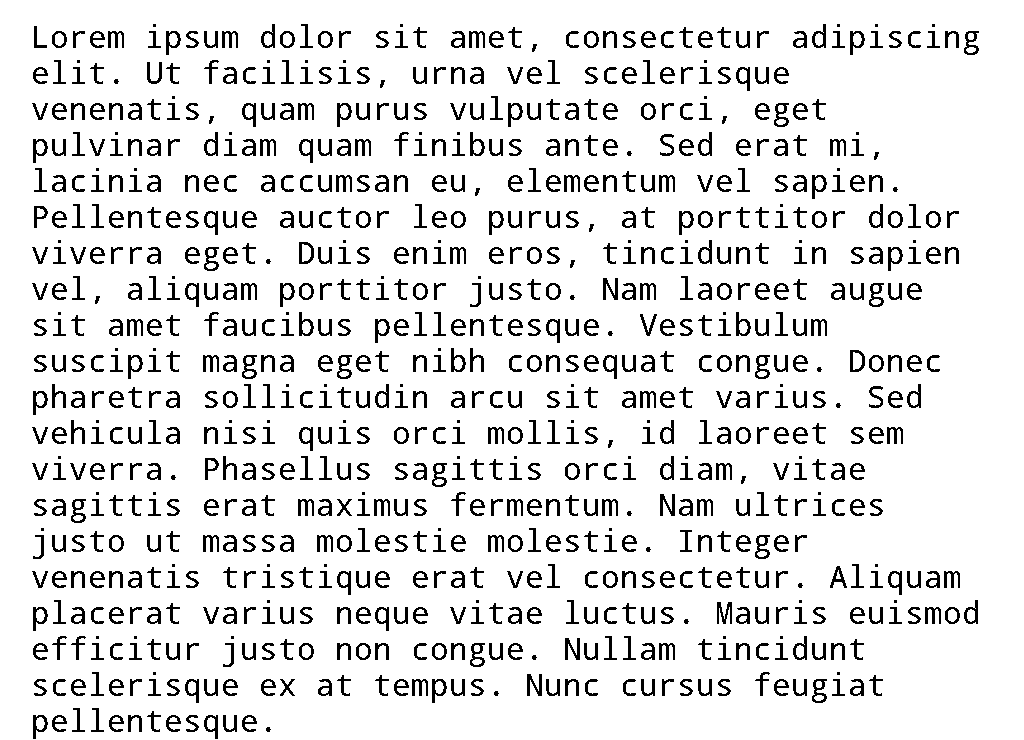 Lorem ipsum dolor sit amet, consectetur adipiscing
elit. Ut facilisis, urna vel scelerisque
venenatis, quam purus vulputate orci, eget
pulvinar diam quam finibus ante. Sed erat mi,
lacinia nec accumsan eu, elementum vel sapien.
Pellentesque auctor leo purus, at porttitor dolor
viverra eget. Duis enim eros, tincidunt in sapien
vel, aliquam porttitor justo. Nam laoreet augue
sit amet faucibus pellentesque. Vestibulum
suscipit magna eget nibh consequat congue. Donec
pharetra sollicitudin arcu sit amet varius. Sed
vehicula nisi quis orci mollis, id laoreet sem
viverra. Phasellus sagittis orci diam, vitae
sagittis erat maximus fermentum. Nam ultrices
justo ut massa molestie molestie. Integer
venenatis tristique erat vel consectetur. Aliquam
placerat varius neque vitae luctus. Mauris euismod
efficitur justo non congue. Nullam tincidunt
scelerisque ex at tempus. Nunc cursus feugiat
pellentesque.